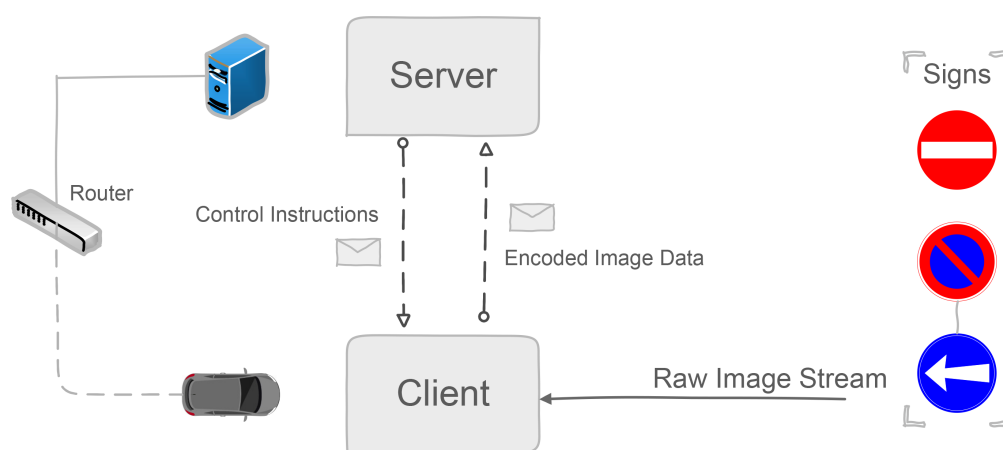 Server
Signs
Router
Control Instructions
Encoded Image Data
Client
Raw Image Stream